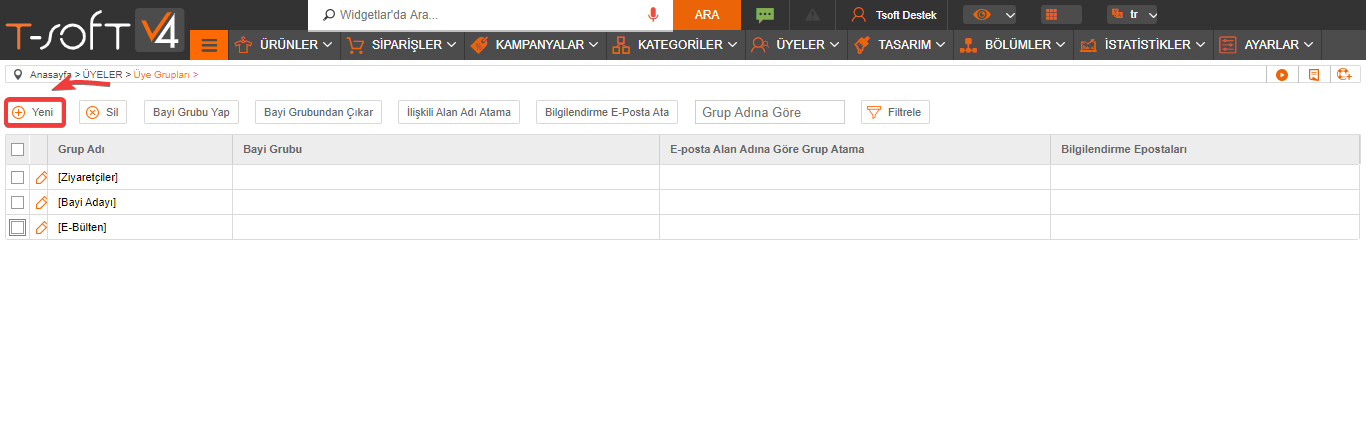 T-SOFT V4
Widgetlar'da Ara...
ARA
Tsoft Destek
tr
ÜRÜNLER
SİPARİŞLER
KAMPANYALAR
KATEGORİLER
ÜYELER
TASARIM
BÖLÜMLER
İSTATİSTİKLER
AYARLAR
Anasayfa > ÜYELER > Üye Grupları >
Yeni
Sil
Bayi Grubu Yap
Bayi Grubundan Çıkar
İlişkili Alan Adı Atama
Bilgilendirme E-Posta Ata
Grup Adına Göre
Filtrele
Grup Adı
Bayi Grubu
E-posta Alan Adına Göre Grup Atama
Bilgilendirme Epostaları
[Ziyaretçiler]
[Bayi Adayı]
[E-Bülten]